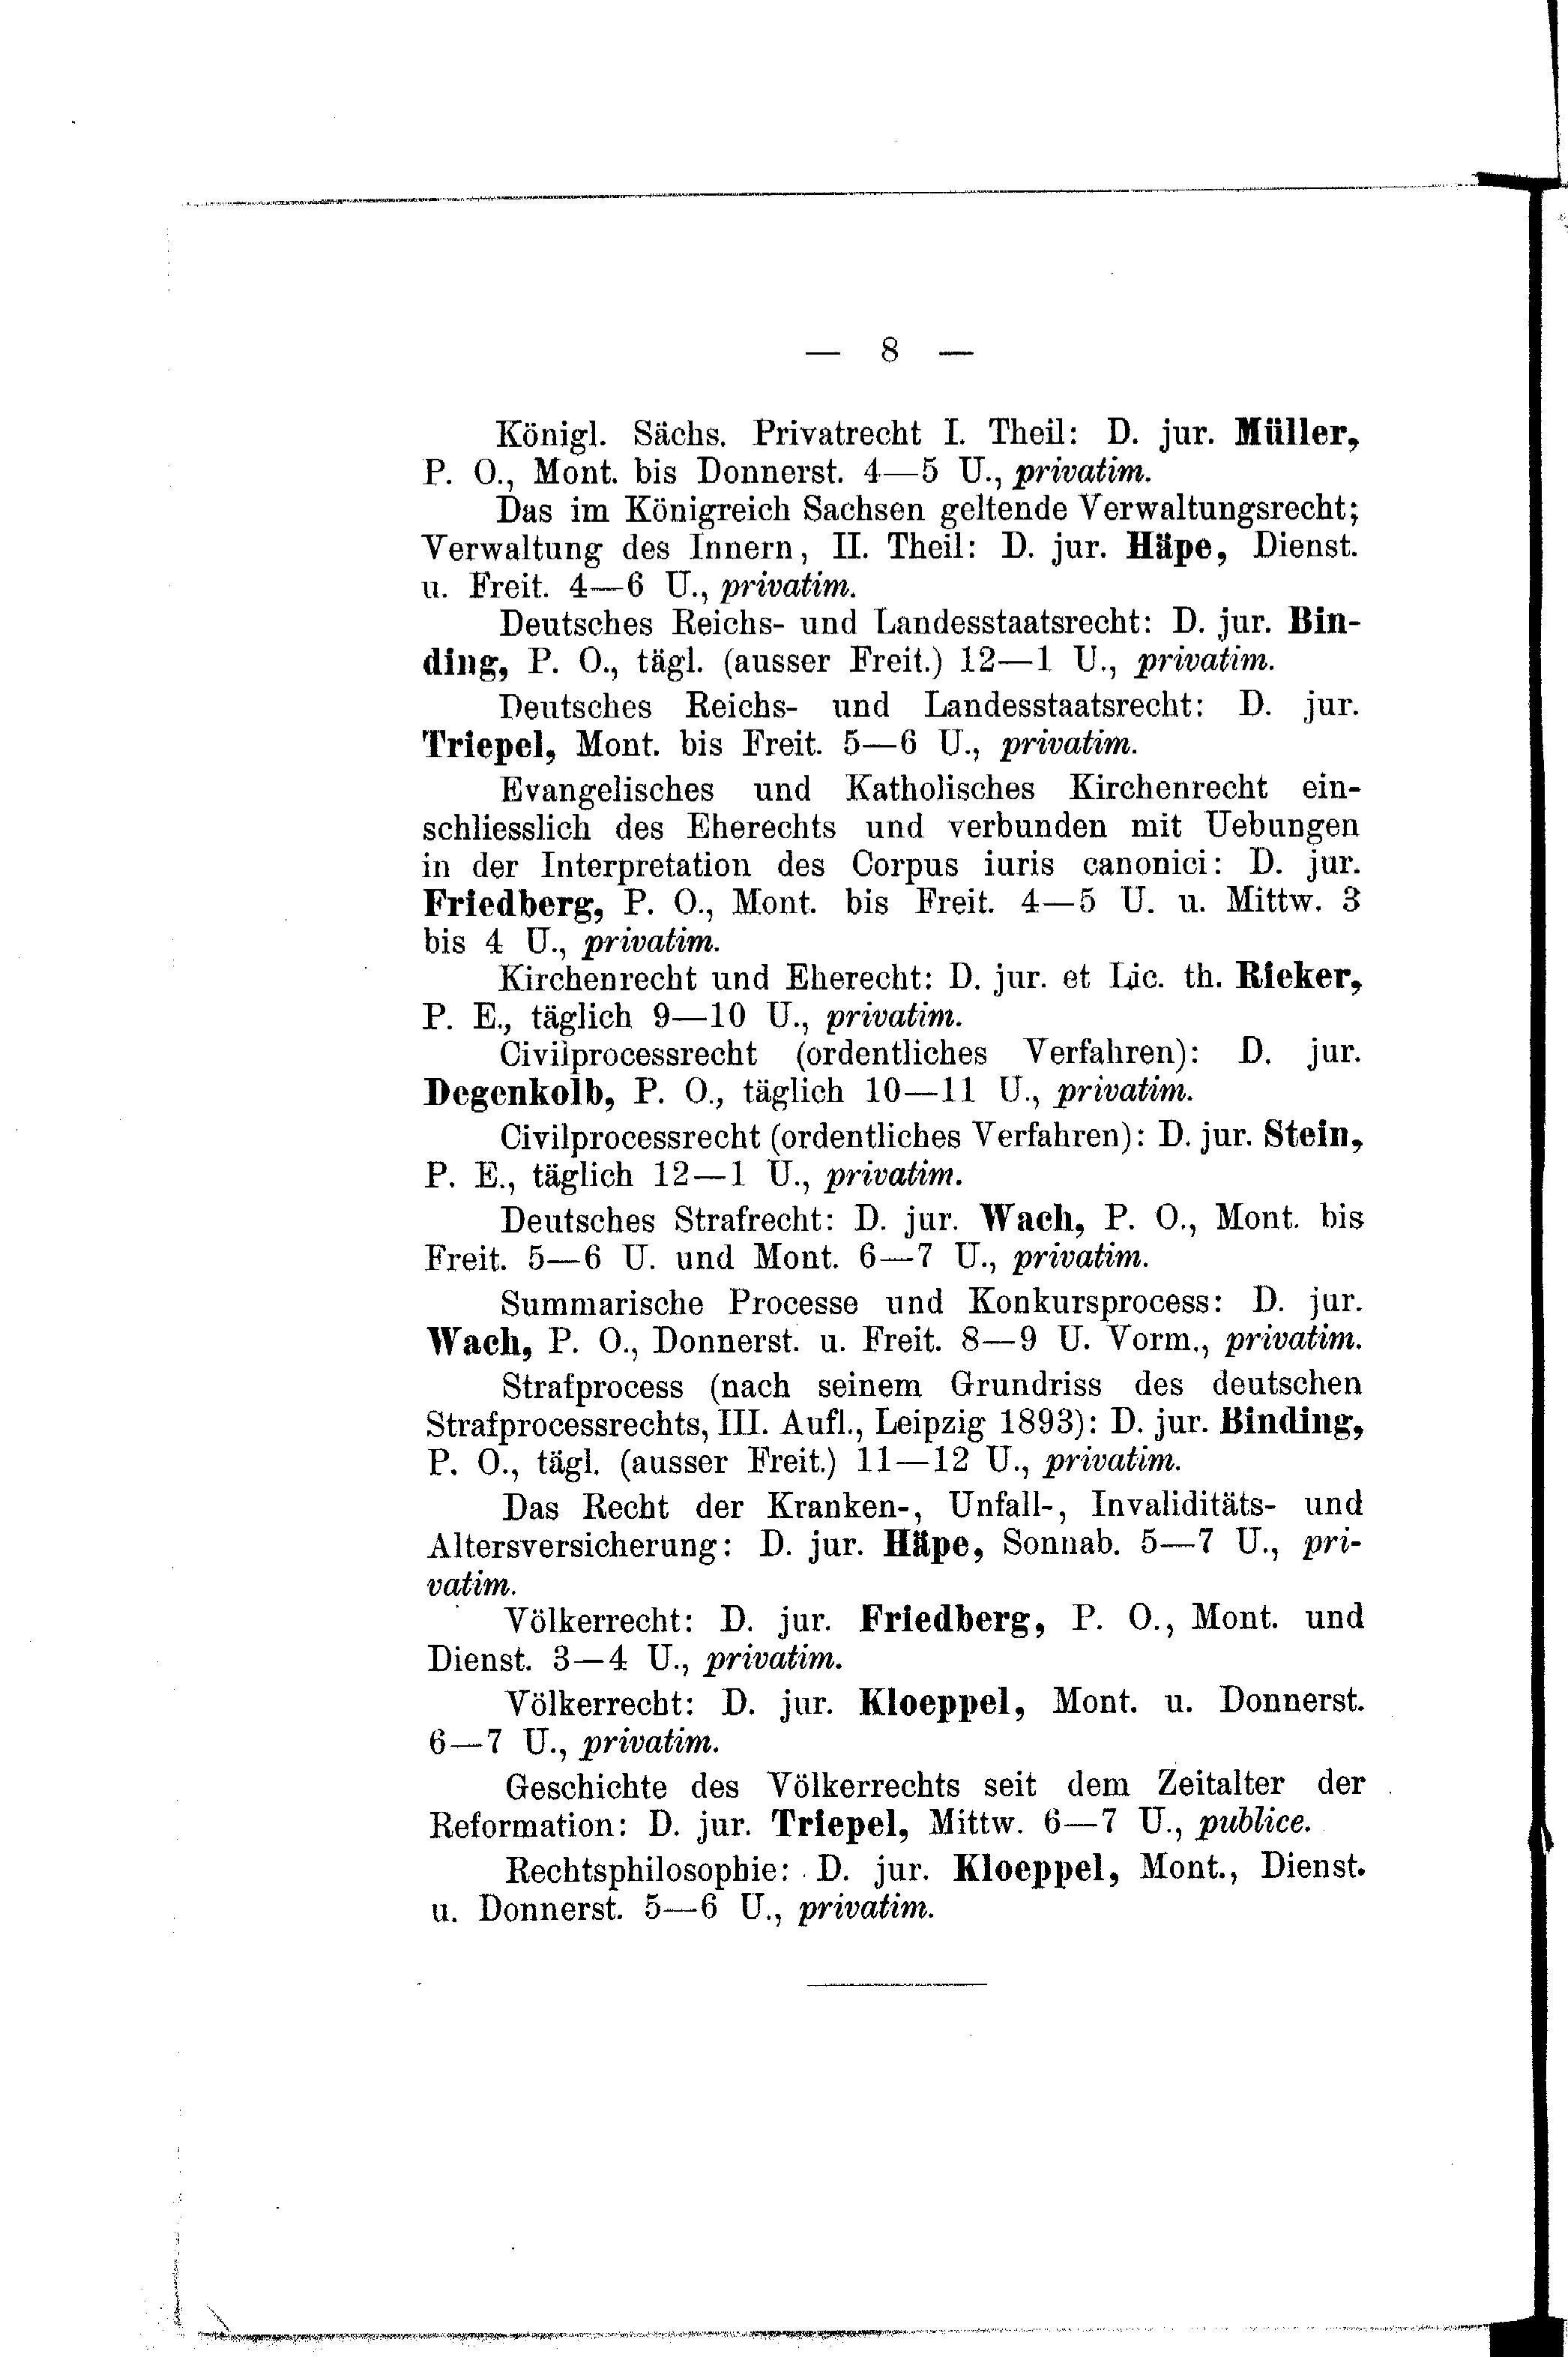 — 8 —
Königl. Sächs. Privatrecht I. Theil: D. jur. Müller,
P. O., Mont. bis Donnerst. 4—5 U., privatim.
Das im Königreich Sachsen geltende Verwaltungsrecht;
Verwaltung des Innern, II. Theil: D. jur. Häpe, Dienst.
u. Freit. 4—6 U., privatim.
Deutsches Reichs- und Landesstaatsrecht: D. jur. Bin-
ding, P. O., tägl. (ausser Freit.) 12—1 U., privatim.
Deutsches Reichs- und Landesstaatsrecht: D. jur.
Triepel, Mont. bis Freit. 5—6 U., privatim.
Evangelisches und Katholisches Kirchenrecht ein-
schliesslich des Eherechts und verbunden mit Uebungen
in der Interpretation des Corpus iuris canonici: D. jur.
Friedberg, P. O., Mont. bis Freit. 4—5 U. u. Mittw. 3
bis 4 U., privatim.
Kirchenrecht und Eherecht: D. jur. et Lic. th. Rieker,
P. E., täglich 9—10 U., privatim.
Civilprocessrecht (ordentliches Verfahren): D. jur.
Degenkolb, P. O., täglich 10—11 U., privatim.
Civilprocessrecht (ordentliches Verfahren): D. jur. Stein,
P. E., täglich 12—1 U., privatim.
Deutsches Strafrecht: D. jur. Wach, P. O., Mont. bis
Freit. 5—6 U. und Mont. 6—7 U., privatim.
Summarische Processe und Konkursprocess: D. jur.
Wach, P. O., Donnerst. u. Freit. 8—9 U. Vorm., privatim.
Strafprocess (nach seinem Grundriss des deutschen
Strafprocessrechts, III. Aufl., Leipzig 1893): D. jur. Binding,
P. O., tägl. (ausser Freit.) 11—12 U., privatim.
Das Recht der Kranken-, Unfall-, Invaliditäts- und
Altersversicherung: D. jur. Häpe, Sonnab. 5—7 U., pri-
vatim.
Völkerrecht: D. jur. Friedberg, P. O., Mont. und
Dienst. 3—4 U., privatim.
Völkerrecht: D. jur. Kloeppel, Mont. u. Donnerst.
6—7 U., privatim.
Geschichte des Völkerrechts seit dem Zeitalter der
Reformation: D. jur. Triepel, Mittw. 6—7 U., publice.
Rechtsphilosophie: D. jur. Kloeppel, Mont., Dienst.
u. Donnerst. 5—6 U., privatim.